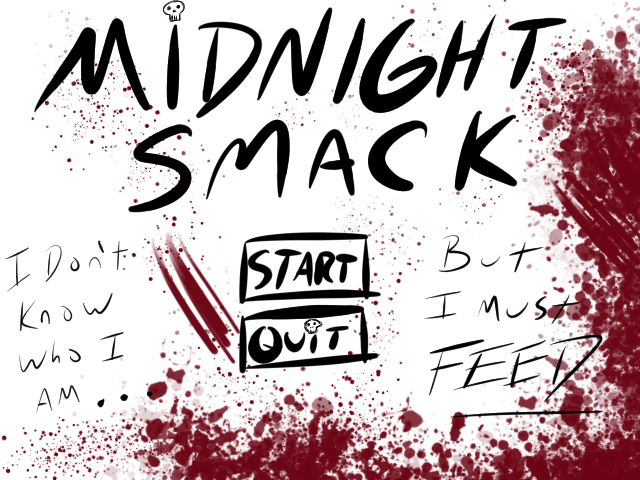 MiDNIGHT
SMACK
I Don't
Know
Who I
AM...
START
QUiT
But
I Must
FEED